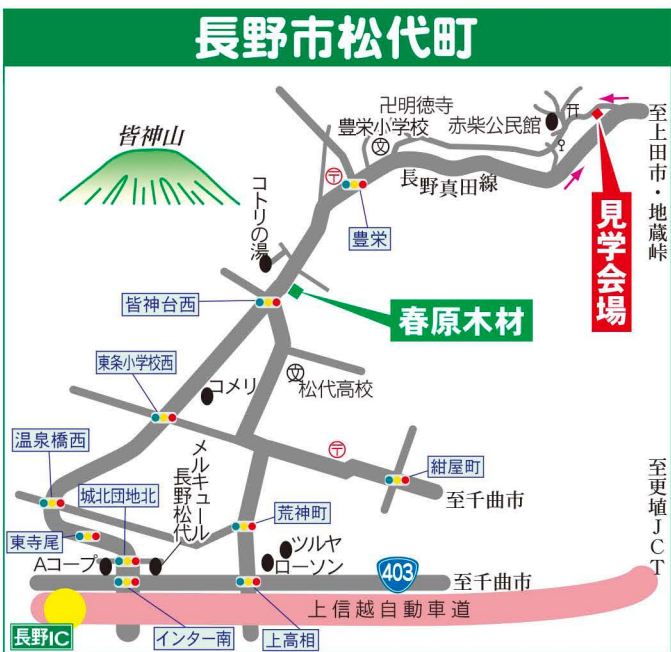 長野市松代町
皆神山
卍明徳寺
豊栄小学校
文
赤柴公民館
至上田市・地蔵峠
〒
長野真田線
豊栄
見学会場
コトリの湯
皆神台西
春原木材
東条小学校西
コメリ
文
松代高校
温泉橋西
メルキュール
長野松代
〒
紺屋町
至千曲市
城北団地北
荒神町
東寺尾
Aコープ
ツルヤ
ローソン
403
至千曲市
至更埴JCT
上信越自動車道
長野IC
インター南
上高相